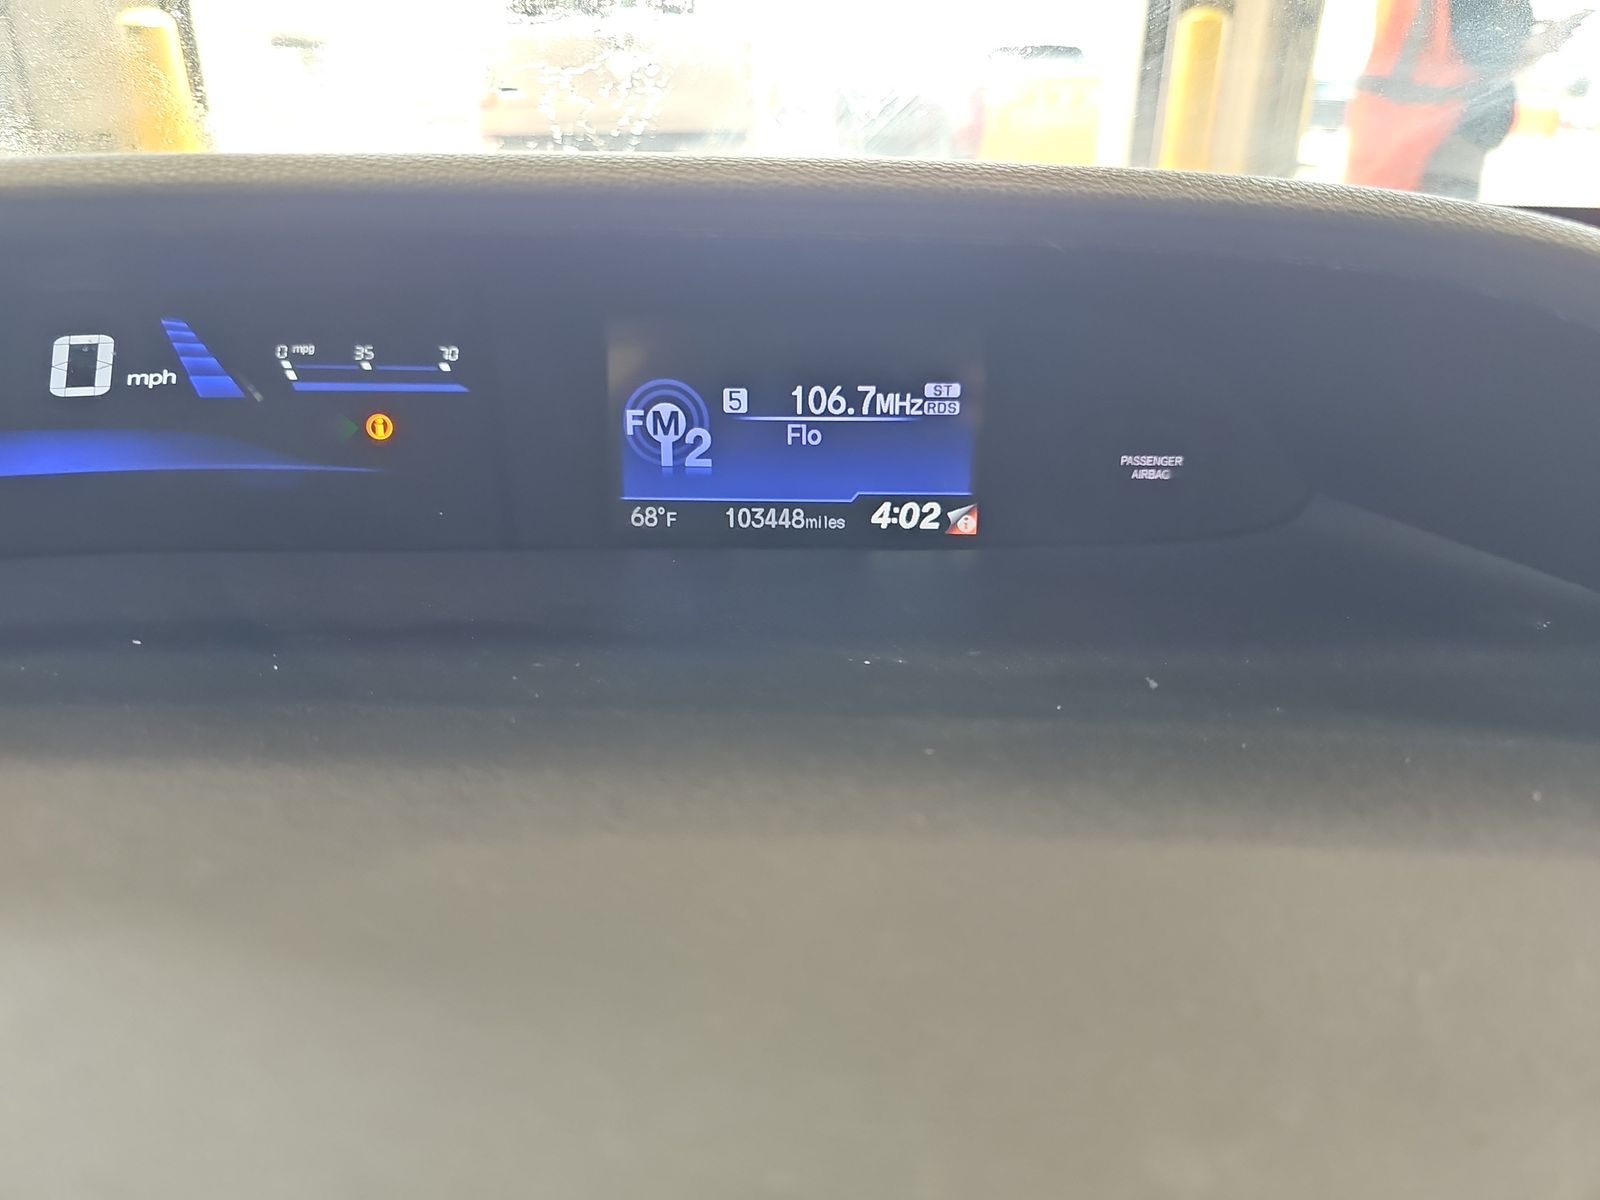 0 mph
0 mpg 35 70
FM 2
5 106.7MHz ST
RDS
Flo
68°F 103448miles 4:02
PASSENGER
AIRBAG